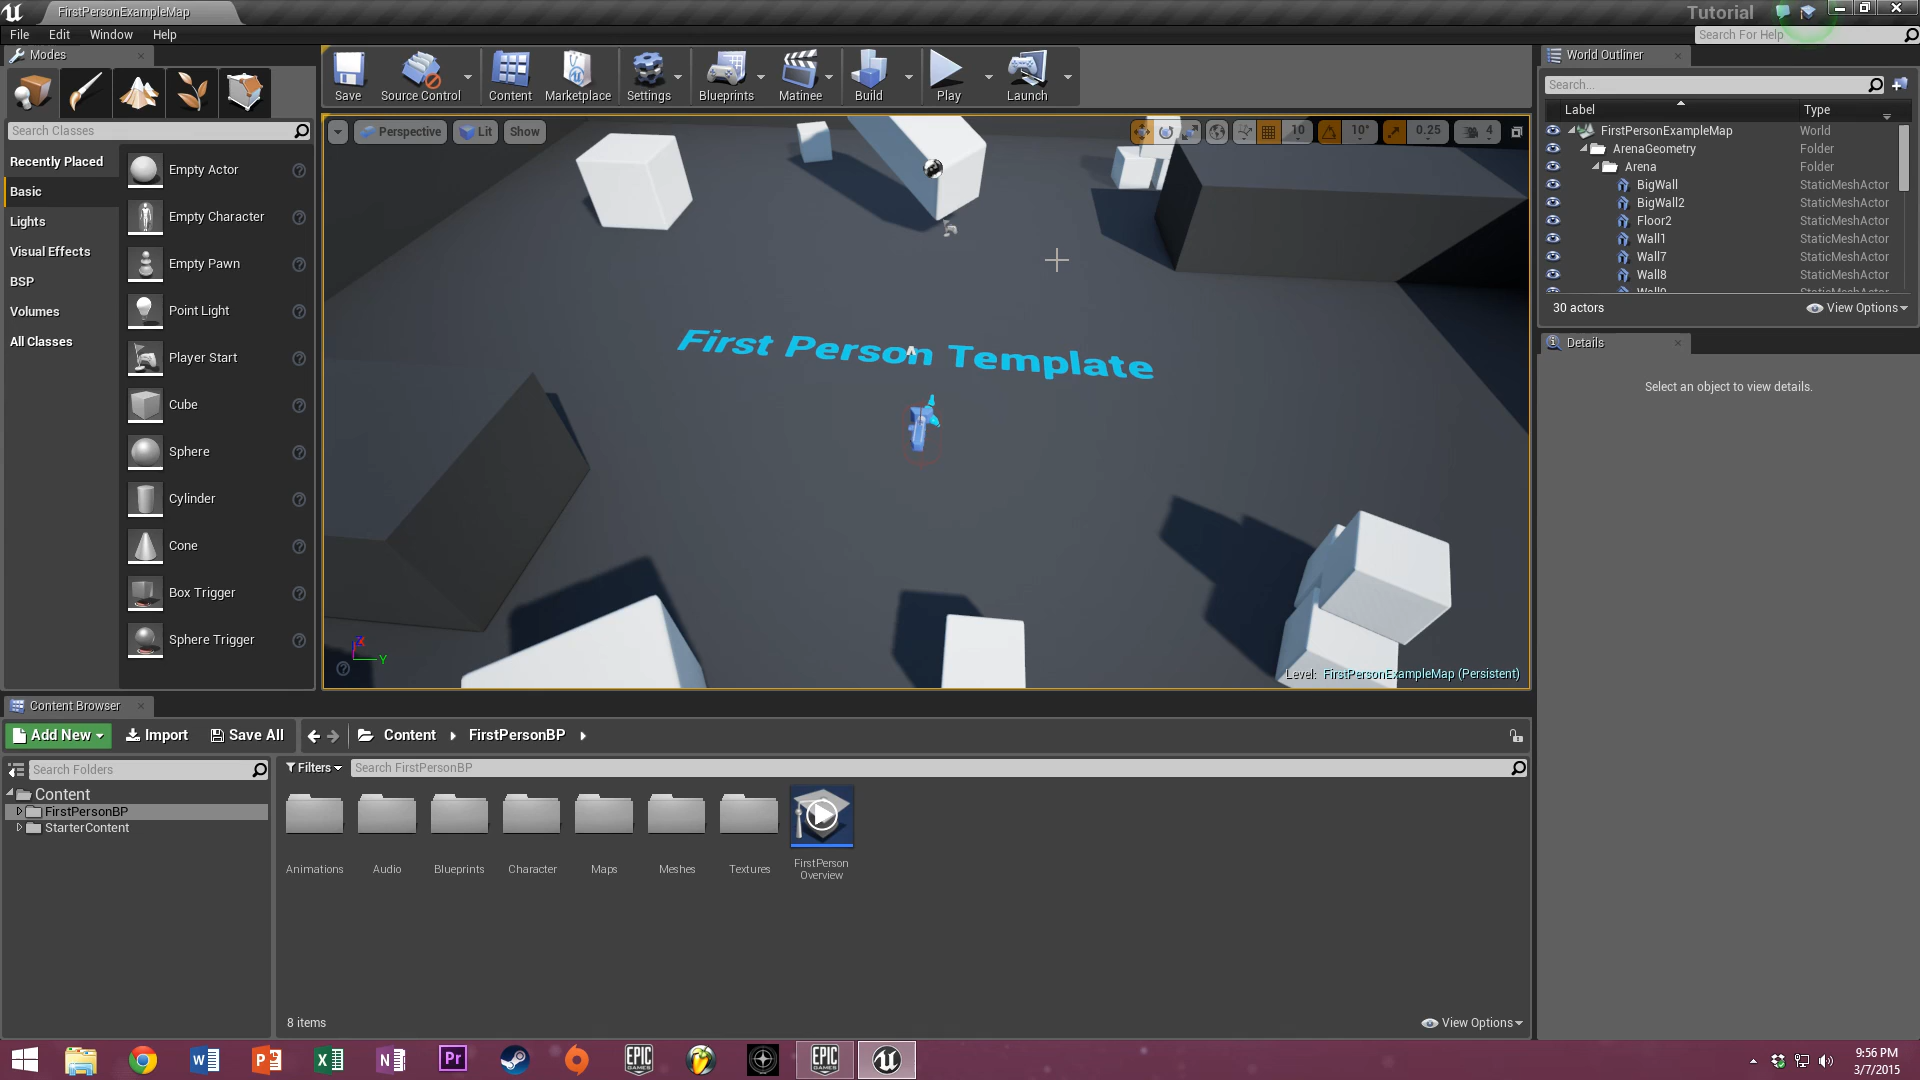 FirstPersonExampleMap
Tutorial
File Edit Window Help
Search For Help
Modes
Save
Source Control
Content
Marketplace
Settings
Blueprints
Matinee
Build
Play
Launch
World Outliner
Search...
Label Type
FirstPersonExampleMap World
ArenaGeometry Folder
Arena Folder
BigWall StaticMeshActor
BigWall2 StaticMeshActor
Floor2 StaticMeshActor
Wall1 StaticMeshActor
Wall7 StaticMeshActor
Wall8 StaticMeshActor
30 actors
View Options
Details
Select an object to view details.
Search Classes
Recently Placed
Basic
Lights
Visual Effects
BSP
Volumes
All Classes
Empty Actor
Empty Character
Empty Pawn
Point Light
Player Start
Cube
Sphere
Cylinder
Cone
Box Trigger
Sphere Trigger
Perspective Lit Show
10 10° 0.25 4
First Person Template
Z
Y
Level: FirstPersonExampleMap (Persistent)
Content Browser
Add New Import Save All
Content FirstPersonBP
Search Folders
Content
FirstPersonBP
StarterContent
Filters
Search FirstPersonBP
Animations
Audio
Blueprints
Character
Maps
Meshes
Textures
FirstPerson
Overview
8 items
View Options
Pr
EPIC
GAMES
EPIC
GAMES
9:56 PM
3/7/2015